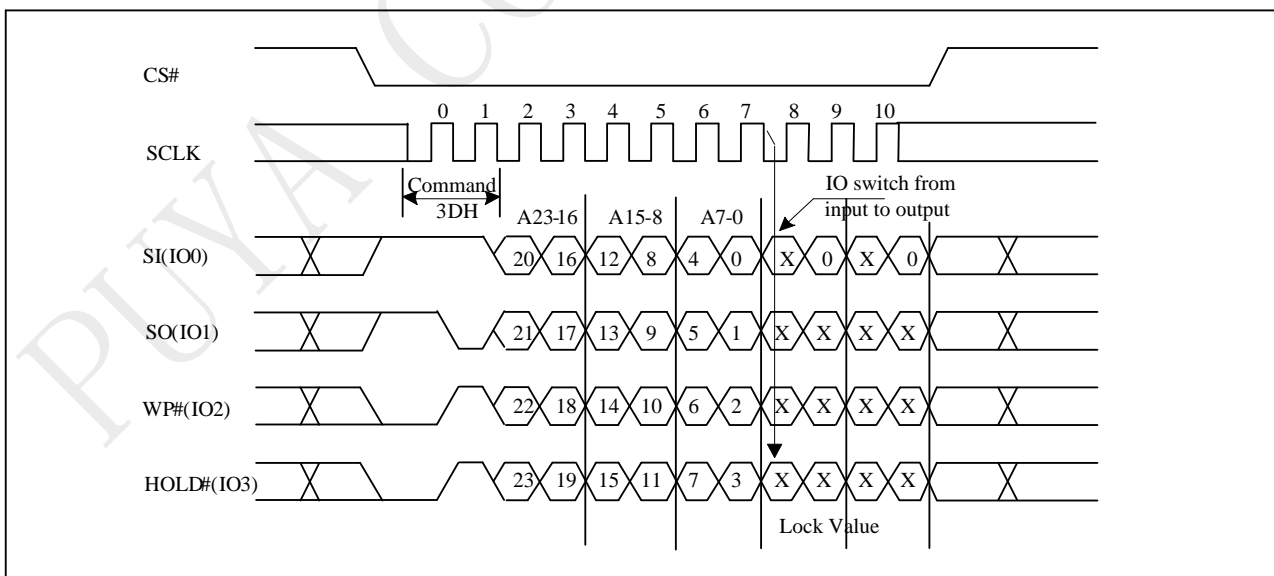 PUYA CO
CS#
0 1 2 3 4 5 6 7 8 9 10
SCLK
Command
3DH
IO switch from
input to output
A23-16 A15-8 A7-0
SI(IO0) 20 16 12 8 4 0 X 0 X 0
SO(IO1) 21 17 13 9 5 1 X X X X
WP#(IO2) 22 18 14 10 6 2 X X X X
HOLD#(IO3) 23 19 15 11 7 3 X X X X
Lock Value